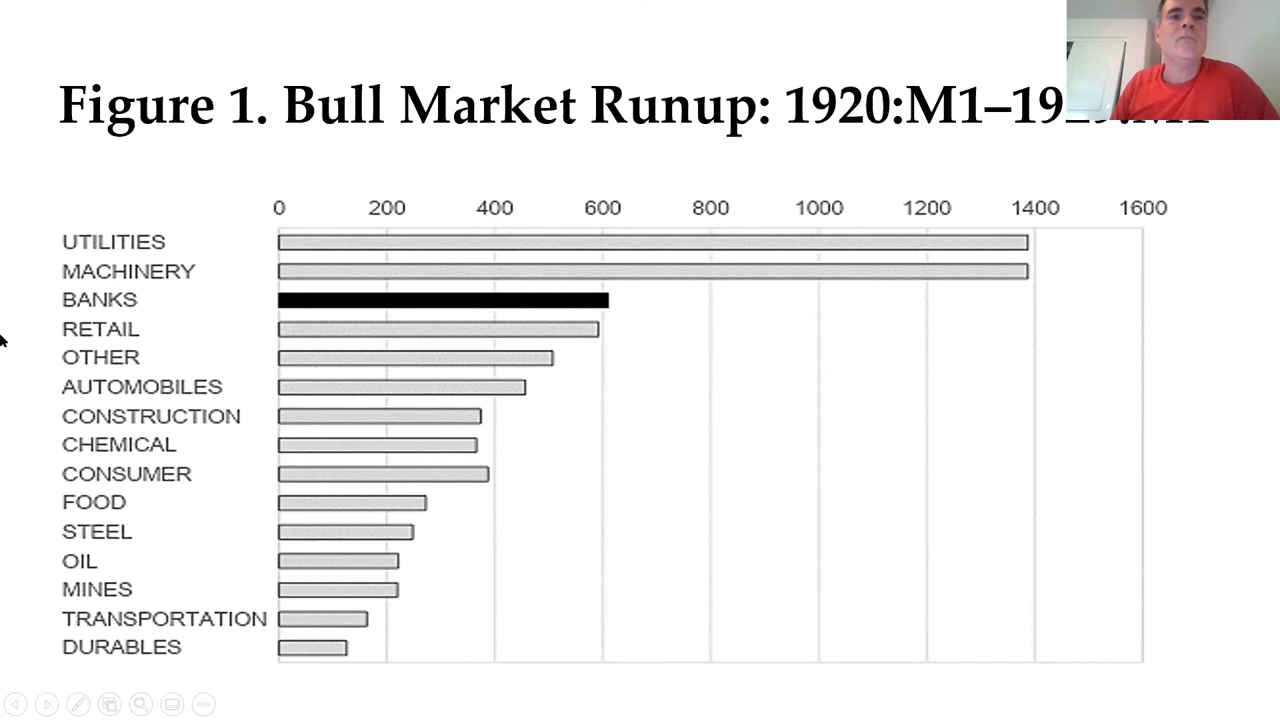 Figure 1. Bull Market Runup: 1920:M1–19
0 200 400 600 800 1000 1200 1400 1600
UTILITIES
MACHINERY
BANKS
RETAIL
OTHER
AUTOMOBILES
CONSTRUCTION
CHEMICAL
CONSUMER
FOOD
STEEL
OIL
MINES
TRANSPORTATION
DURABLES